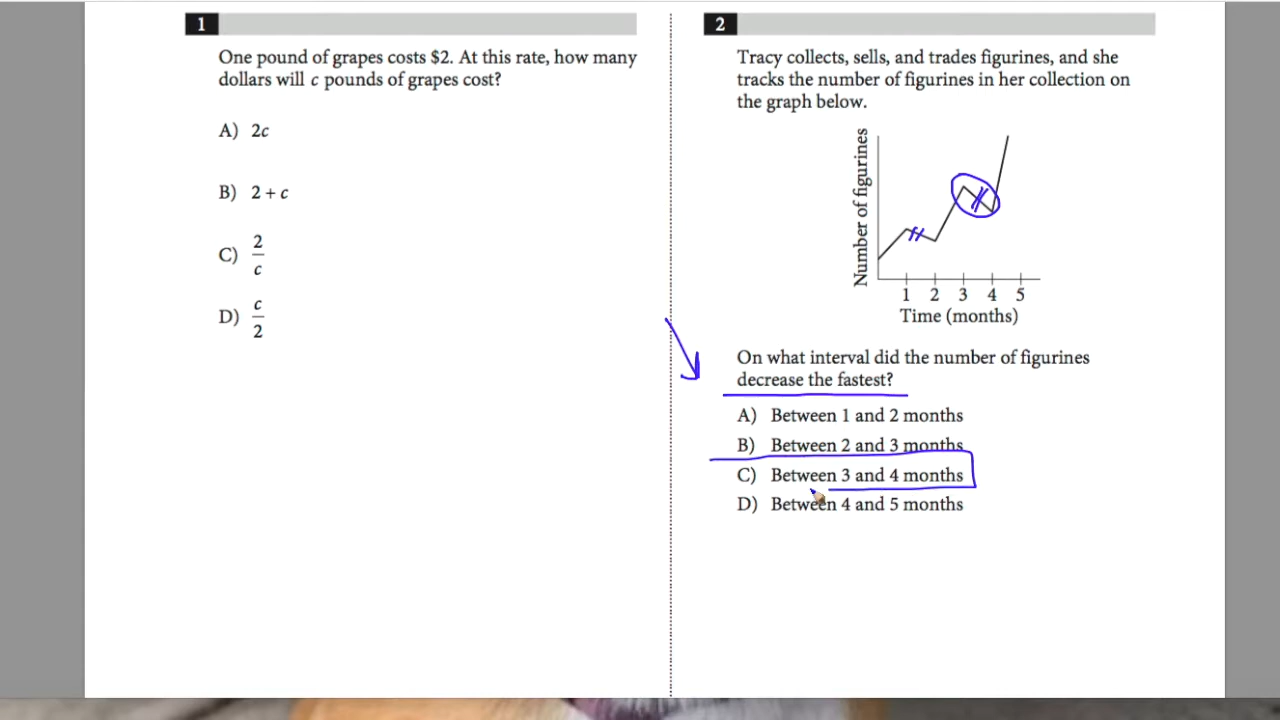 1
One pound of grapes costs $2. At this rate, how many
dollars will c pounds of grapes cost?
A) 2c
B) 2 + c
C) 2/c
D) c/2
2
Tracy collects, sells, and trades figurines, and she
tracks the number of figurines in her collection on
the graph below.
Number of figurines
1 2 3 4 5
Time (months)
On what interval did the number of figurines
decrease the fastest?
A) Between 1 and 2 months
B) Between 2 and 3 months
C) Between 3 and 4 months
D) Between 4 and 5 months